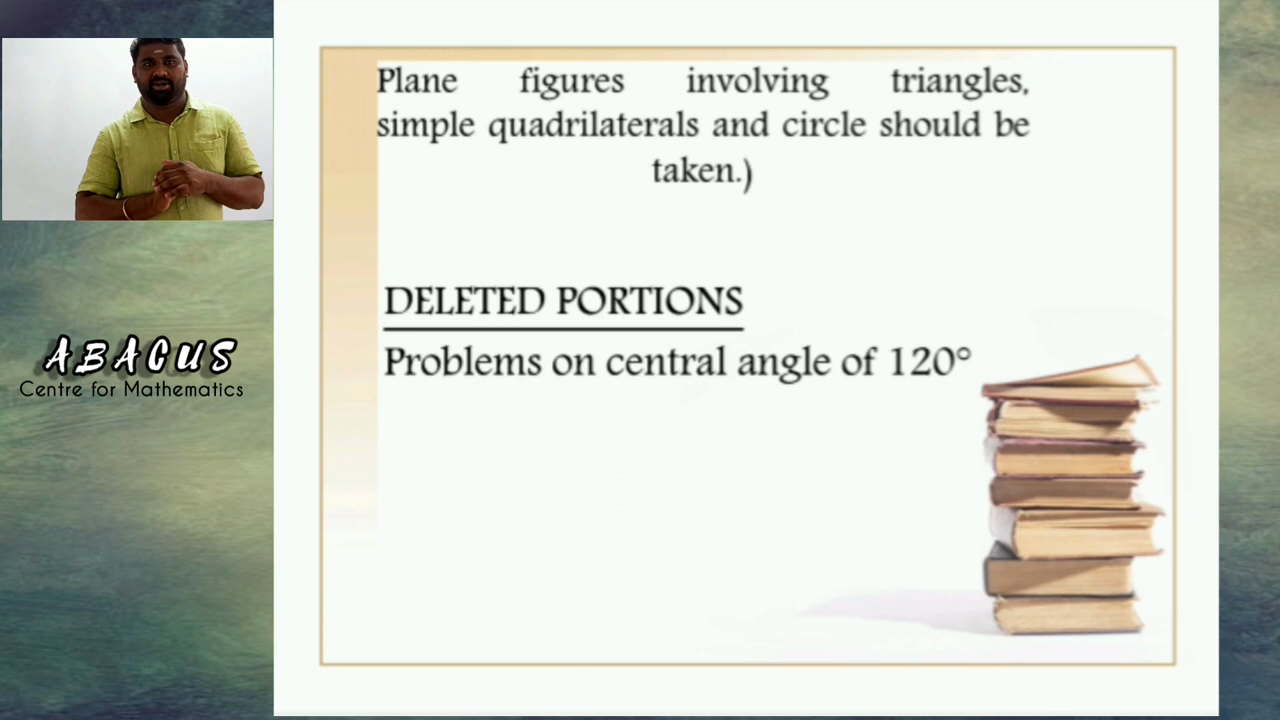 Plane figures involving triangles,
simple quadrilaterals and circle should be
taken.)
DELETED PORTIONS
Problems on central angle of 120°
ABACUS
Centre for Mathematics